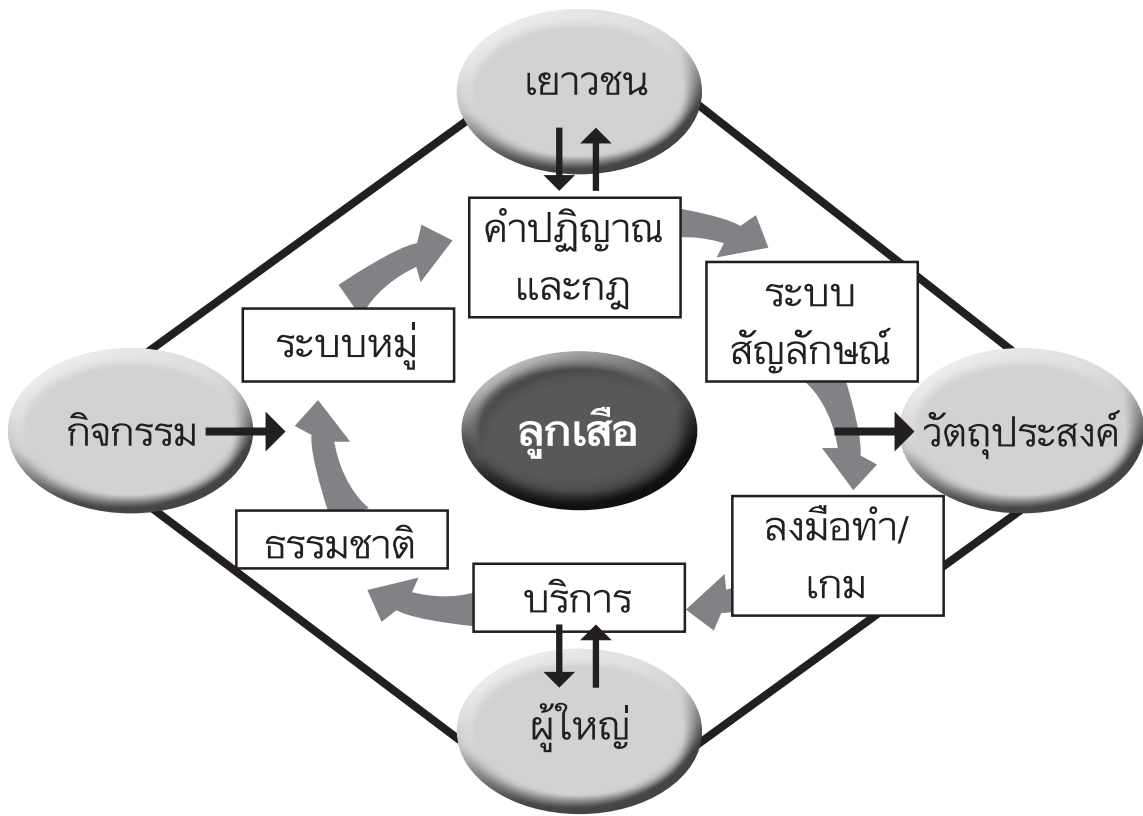 เยาวชน
คำปฏิญาณ
และกฎ
ระบบ
สัญลักษณ์
ระบบหมู่
กิจกรรม
ลูกเสือ
วัตถุประสงค์
ธรรมชาติ
ลงมือทำ/
เกม
บริการ
ผู้ใหญ่